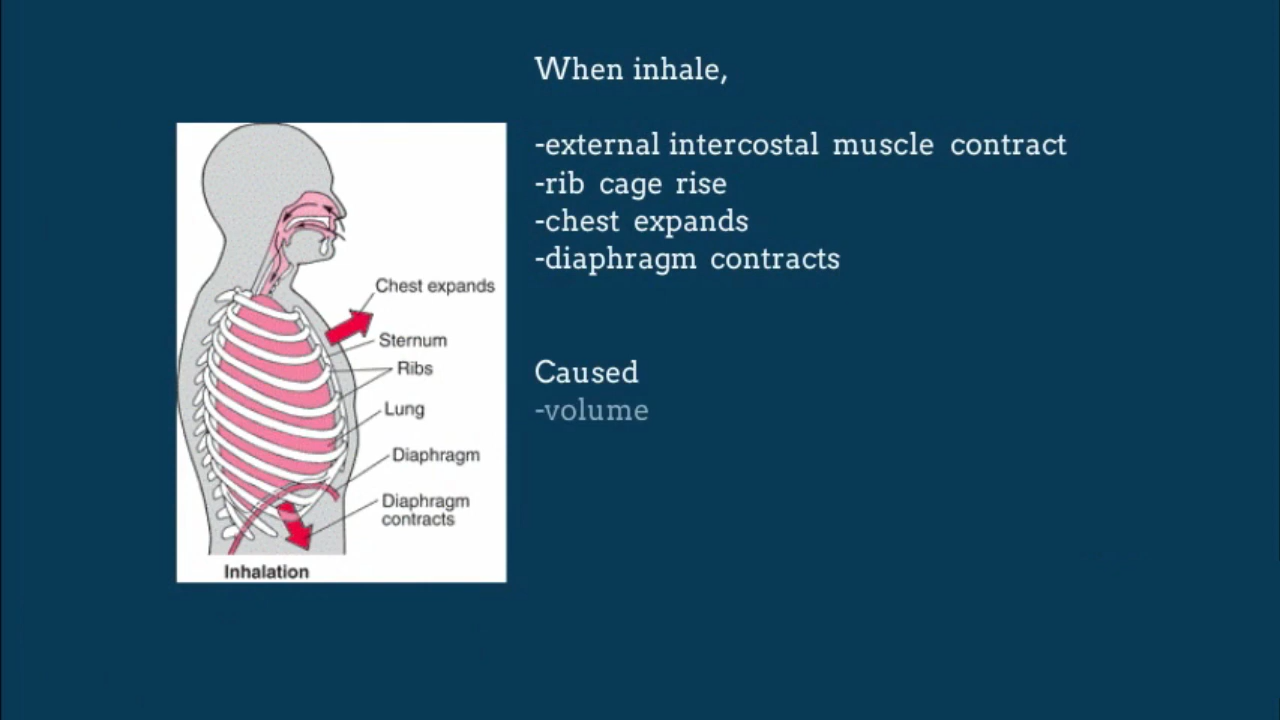 When inhale,
-external intercostal muscle contract
-rib cage rise
-chest expands
-diaphragm contracts
Caused
-volume
Chest expands
Sternum
Ribs
Lung
Diaphragm
Diaphragm
contracts
Inhalation